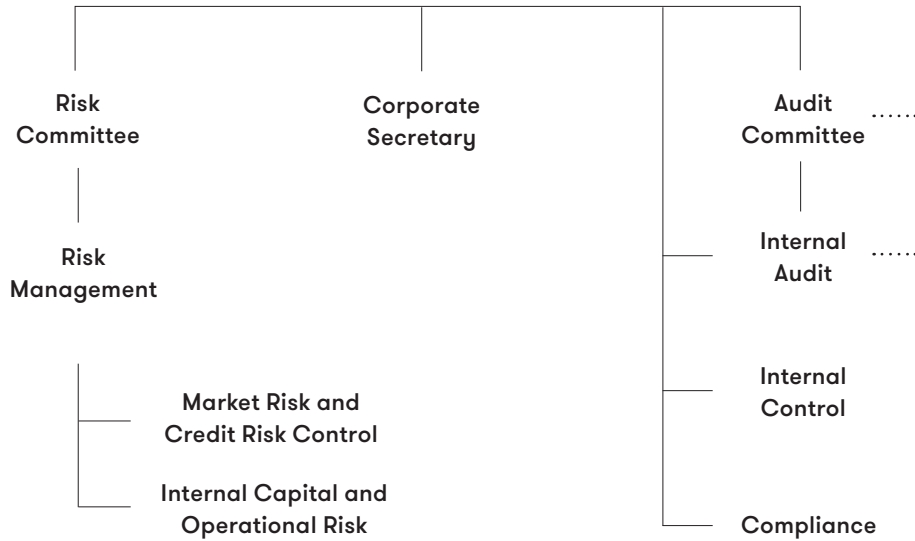 Risk
Committee
Corporate
Secretary
Audit
Committee
Risk
Management
Internal
Audit
Market Risk and
Credit Risk Control
Internal
Control
Internal Capital and
Operational Risk
Compliance